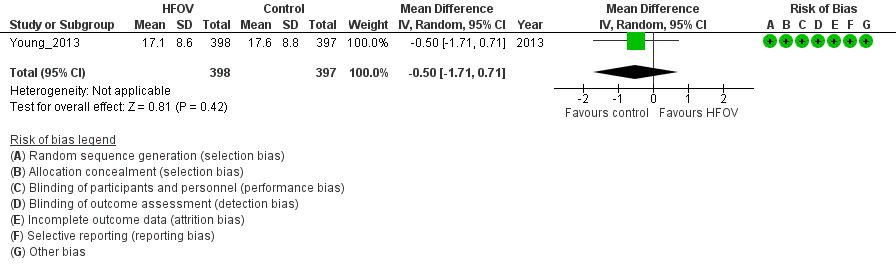 HFOV Control Mean Difference Mean Difference Risk of Bias
Study or Subgroup Mean SD Total Mean SD Total Weight IV, Random, 95% CI Year IV, Random, 95% CI A B C D E F G
Young_2013 17.1 8.6 398 17.6 8.8 397 100.0% -0.50 [-1.71, 0.71] 2013 + + + + + + +
Total (95% CI) 398 397 100.0% -0.50 [-1.71, 0.71]
Heterogeneity: Not applicable
Test for overall effect: Z = 0.81 (P = 0.42)
-2 -1 0 1 2
Favours control Favours HFOV
Risk of bias legend
(A) Random sequence generation (selection bias)
(B) Allocation concealment (selection bias)
(C) Blinding of participants and personnel (performance bias)
(D) Blinding of outcome assessment (detection bias)
(E) Incomplete outcome data (attrition bias)
(F) Selective reporting (reporting bias)
(G) Other bias